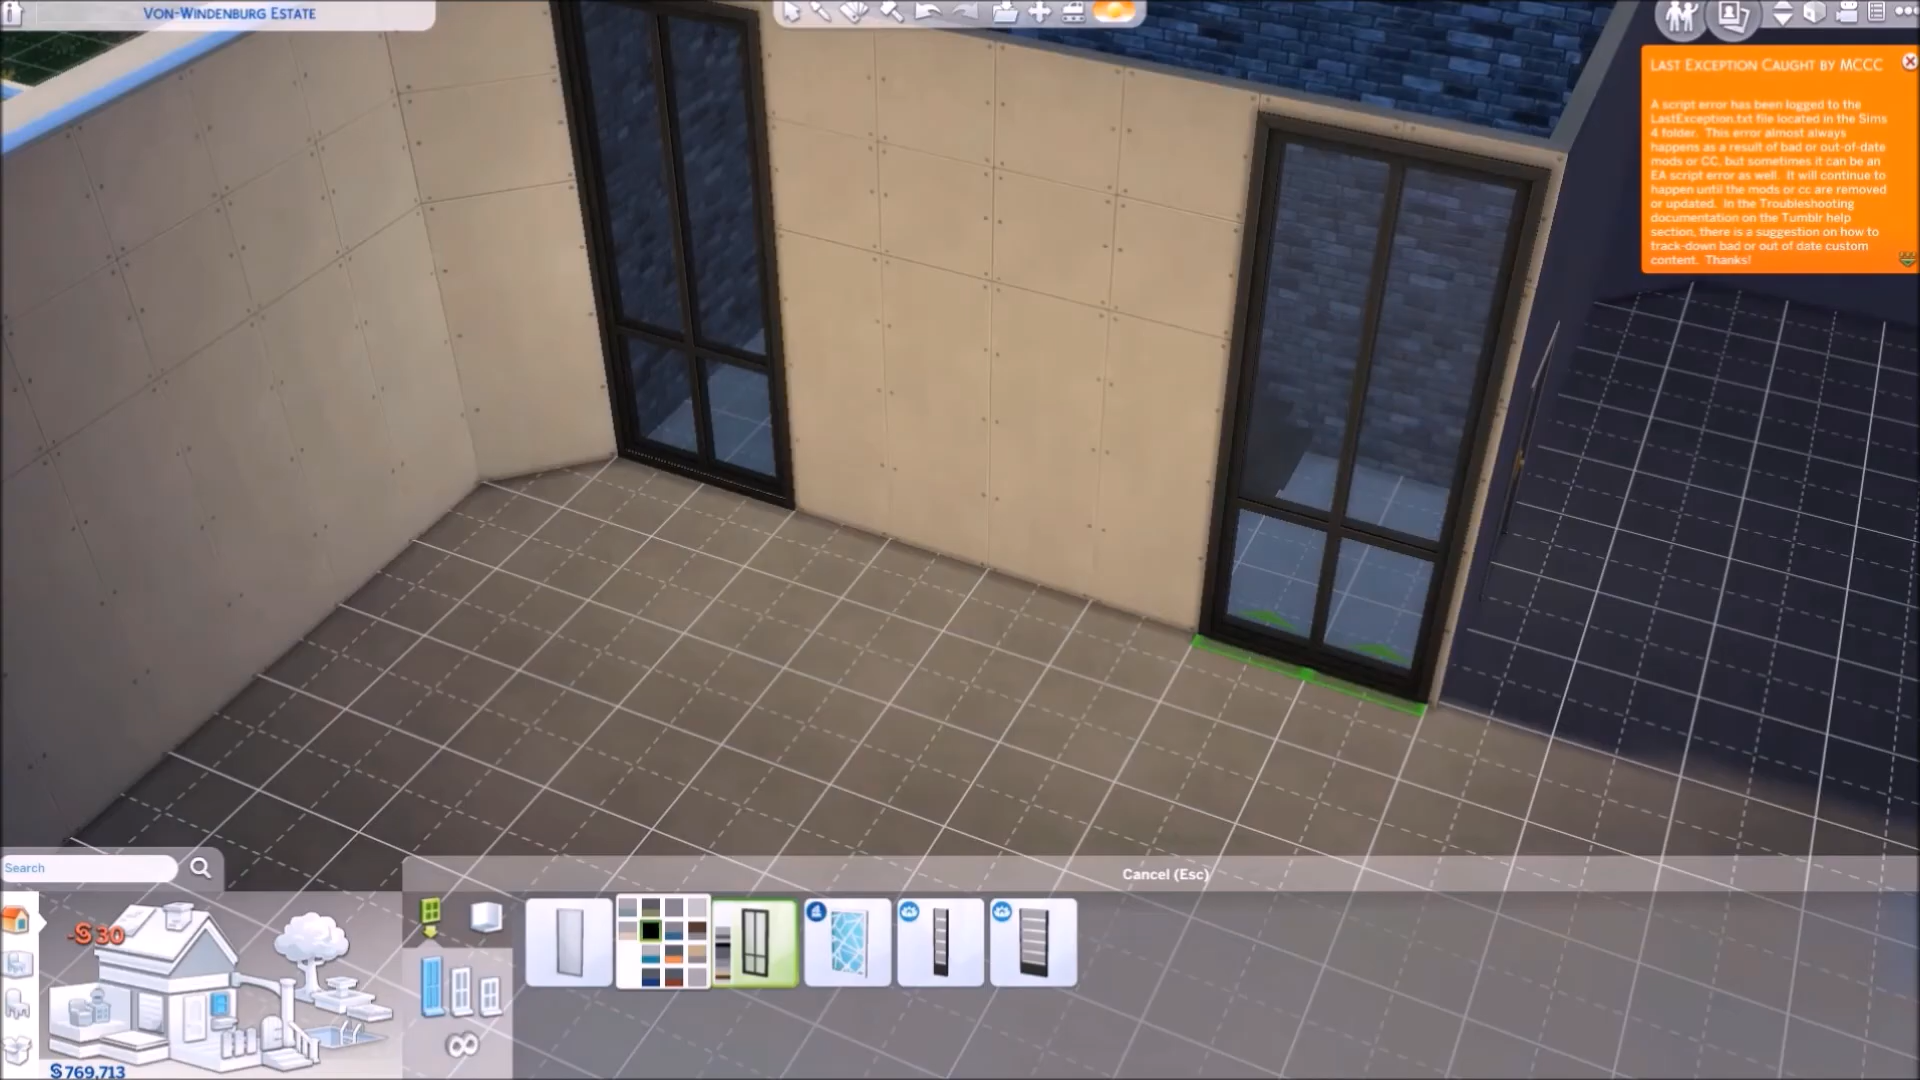 VON-WINDENBURG ESTATE
LAST EXCEPTION CAUGHT BY MCCC
A script error has been logged to the
LastException.txt file located in the Sims
4 folder. This error almost always
happens as a result of bad or out-of-date
mods or CC, but sometimes it can be an
EA script error as well. It will continue to
happen until the mods or cc are removed
or updated. In the Troubleshooting
documentation on the Tumblr help
section, there is a suggestion on how to
track-down bad or out of date custom
content. Thanks!
Cancel (Esc)
Search
-§30
§769,713